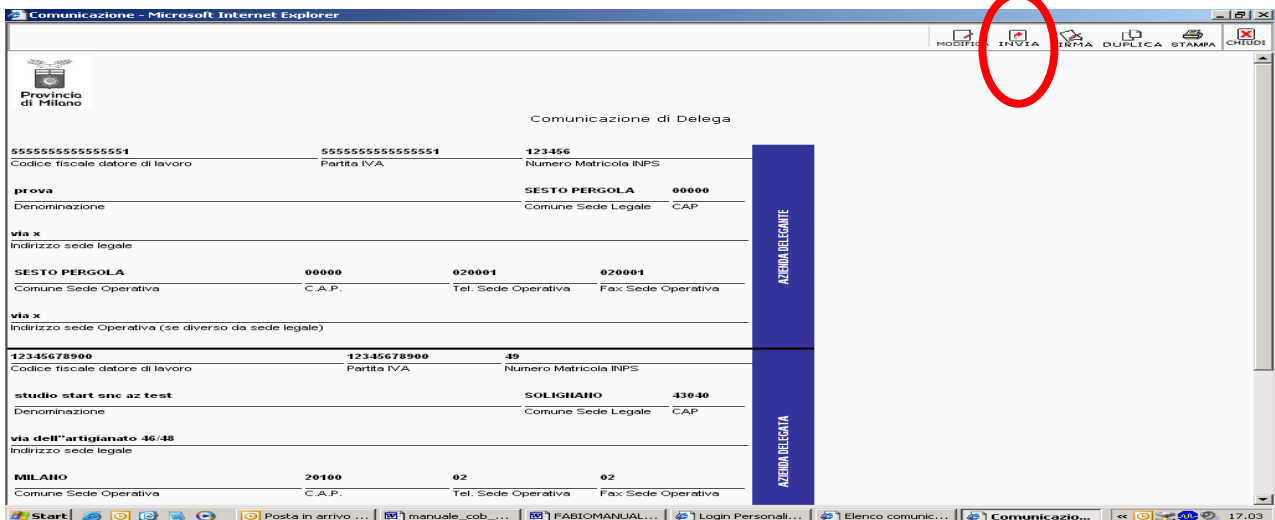 Comunicazione - Microsoft Internet Explorer
MODIFICA INVIA FIRMA DUPLICA STAMPA CHIUDI
Provincia
di Milano
Comunicazione di Delega
5555555555555551 5555555555555551 123456
Codice fiscale datore di lavoro Partita IVA Numero Matricola INPS
prova SESTO PERGOLA 00000
Denominazione Comune Sede Legale CAP
via x
Indirizzo sede legale
SESTO PERGOLA 00000 020001 020001
Comune Sede Operativa C.A.P. Tel. Sede Operativa Fax Sede Operativa
via x
Indirizzo sede Operativa (se diverso da sede legale)
AZIENDA DELEGANTE
12345678900 12345678900 49
Codice fiscale datore di lavoro Partita IVA Numero Matricola INPS
studio start snc az test SOLIGNANO 43040
Denominazione Comune Sede Legale CAP
via dell''artigianato 46/48
Indirizzo sede legale
MILANO 20100 02 02
Comune Sede Operativa C.A.P. Tel. Sede Operativa Fax Sede Operativa
AZIENDA DELEGATA
Start Posta in arrivo ... manuale_cob_... FABIOMANUAL... Login Personali... Elenco comunic... Comunicazio... « 17.03